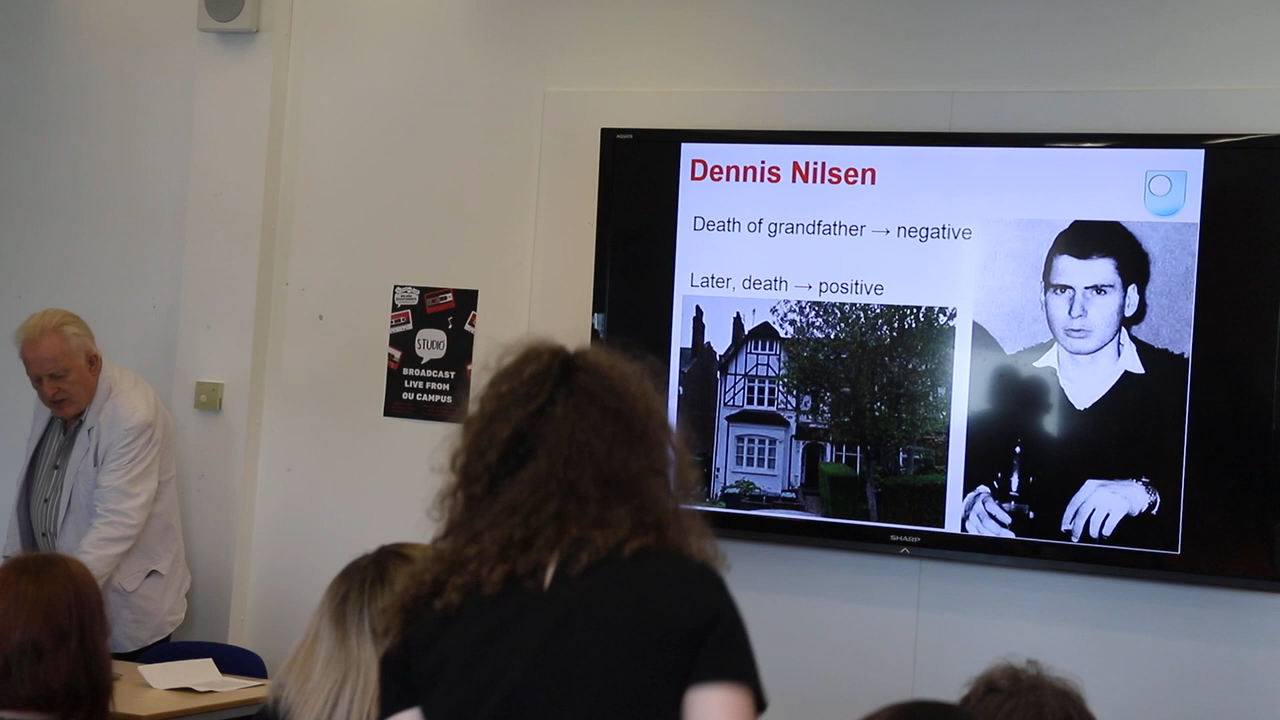 Dennis Nilsen
Death of grandfather → negative
Later, death → positive
STUDIO
BROADCAST
LIVE FROM
OU CAMPUS
SHARP